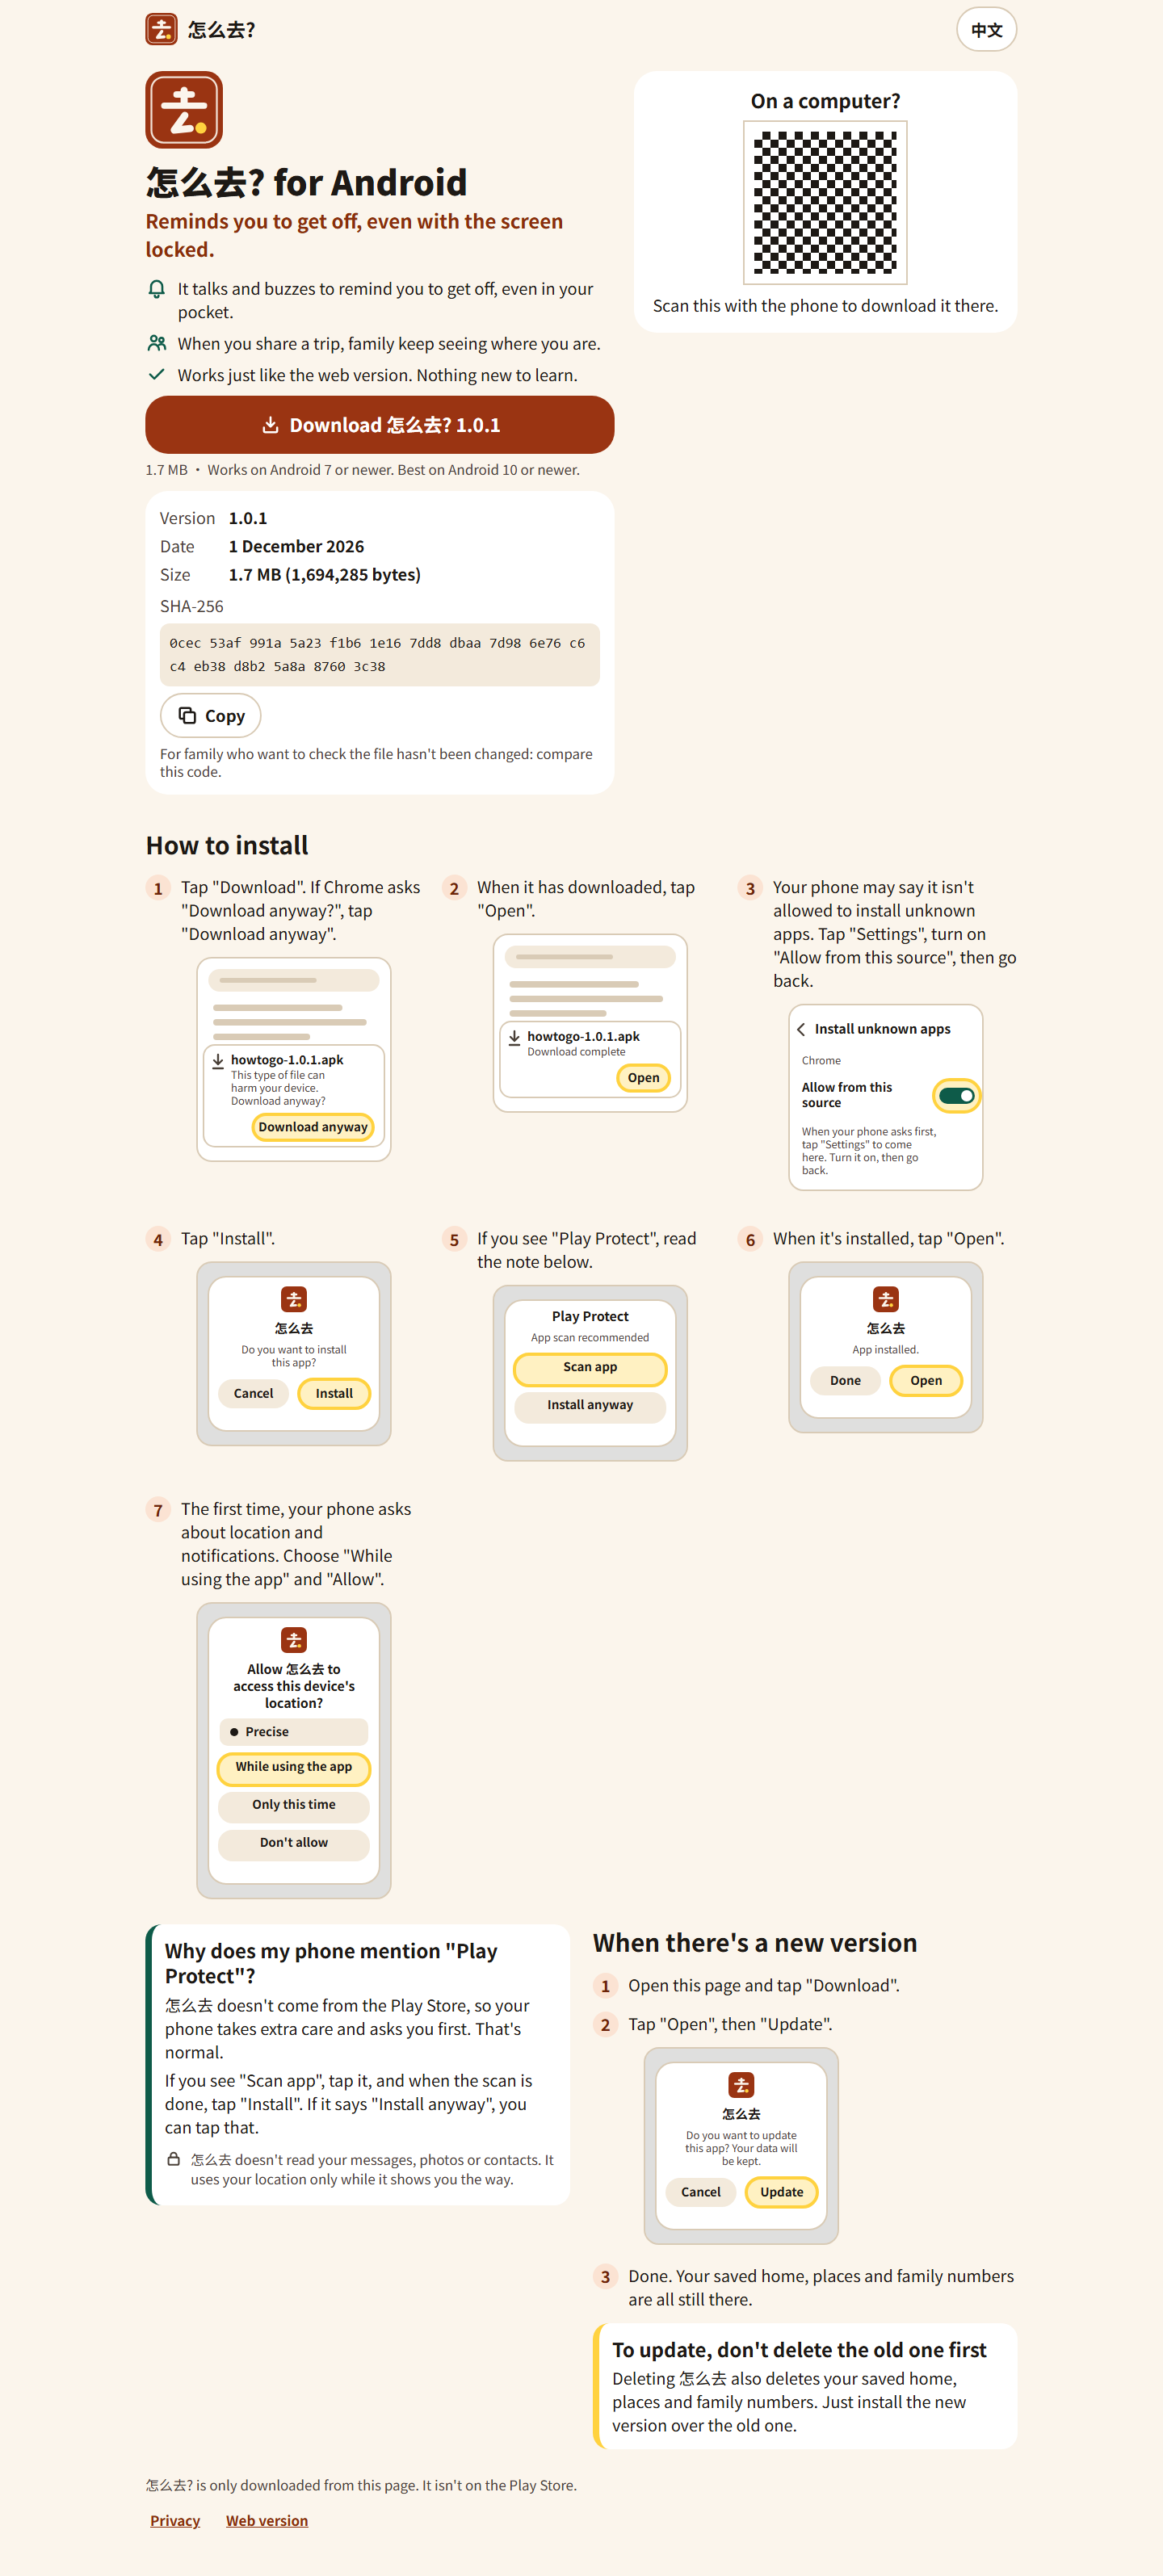 去
怎么去?
中文
去
怎么去? for Android
Reminds you to get off, even with the screen
locked.
It talks and buzzes to remind you to get off, even in your
pocket.
When you share a trip, family keep seeing where you are.
Works just like the web version. Nothing new to learn.
Download 怎么去? 1.0.1
1.7 MB • Works on Android 7 or newer. Best on Android 10 or newer.
Version 1.0.1
Date 1 December 2026
Size 1.7 MB (1,694,285 bytes)
SHA-256
0cec 53af 991a 5a23 f1b6 1e16 7dd8 dbaa 7d98 6e76 c6
c4 eb38 d8b2 5a8a 8760 3c38
Copy
For family who want to check the file hasn't been changed: compare
this code.
On a computer?
Scan this with the phone to download it there.
How to install
1 Tap "Download". If Chrome asks
"Download anyway?", tap
"Download anyway".
howtogo-1.0.1.apk
This type of file can
harm your device.
Download anyway?
Download anyway
2 When it has downloaded, tap
"Open".
howtogo-1.0.1.apk
Download complete
Open
3 Your phone may say it isn't
allowed to install unknown
apps. Tap "Settings", turn on
"Allow from this source", then go
back.
Install unknown apps
Chrome
Allow from this
source
When your phone asks first,
tap "Settings" to come
here. Turn it on, then go
back.
4 Tap "Install".
去
怎么去
Do you want to install
this app?
Cancel Install
5 If you see "Play Protect", read
the note below.
Play Protect
App scan recommended
Scan app
Install anyway
6 When it's installed, tap "Open".
去
怎么去
App installed.
Done Open
7 The first time, your phone asks
about location and
notifications. Choose "While
using the app" and "Allow".
去
Allow 怎么去 to
access this device's
location?
Precise
While using the app
Only this time
Don't allow
Why does my phone mention "Play
Protect"?
怎么去 doesn't come from the Play Store, so your
phone takes extra care and asks you first. That's
normal.
If you see "Scan app", tap it, and when the scan is
done, tap "Install". If it says "Install anyway", you
can tap that.
怎么去 doesn't read your messages, photos or contacts. It
uses your location only while it shows you the way.
When there's a new version
1 Open this page and tap "Download".
2 Tap "Open", then "Update".
去
怎么去
Do you want to update
this app? Your data will
be kept.
Cancel Update
3 Done. Your saved home, places and family numbers
are all still there.
To update, don't delete the old one first
Deleting 怎么去 also deletes your saved home,
places and family numbers. Just install the new
version over the old one.
怎么去? is only downloaded from this page. It isn't on the Play Store.
Privacy Web version